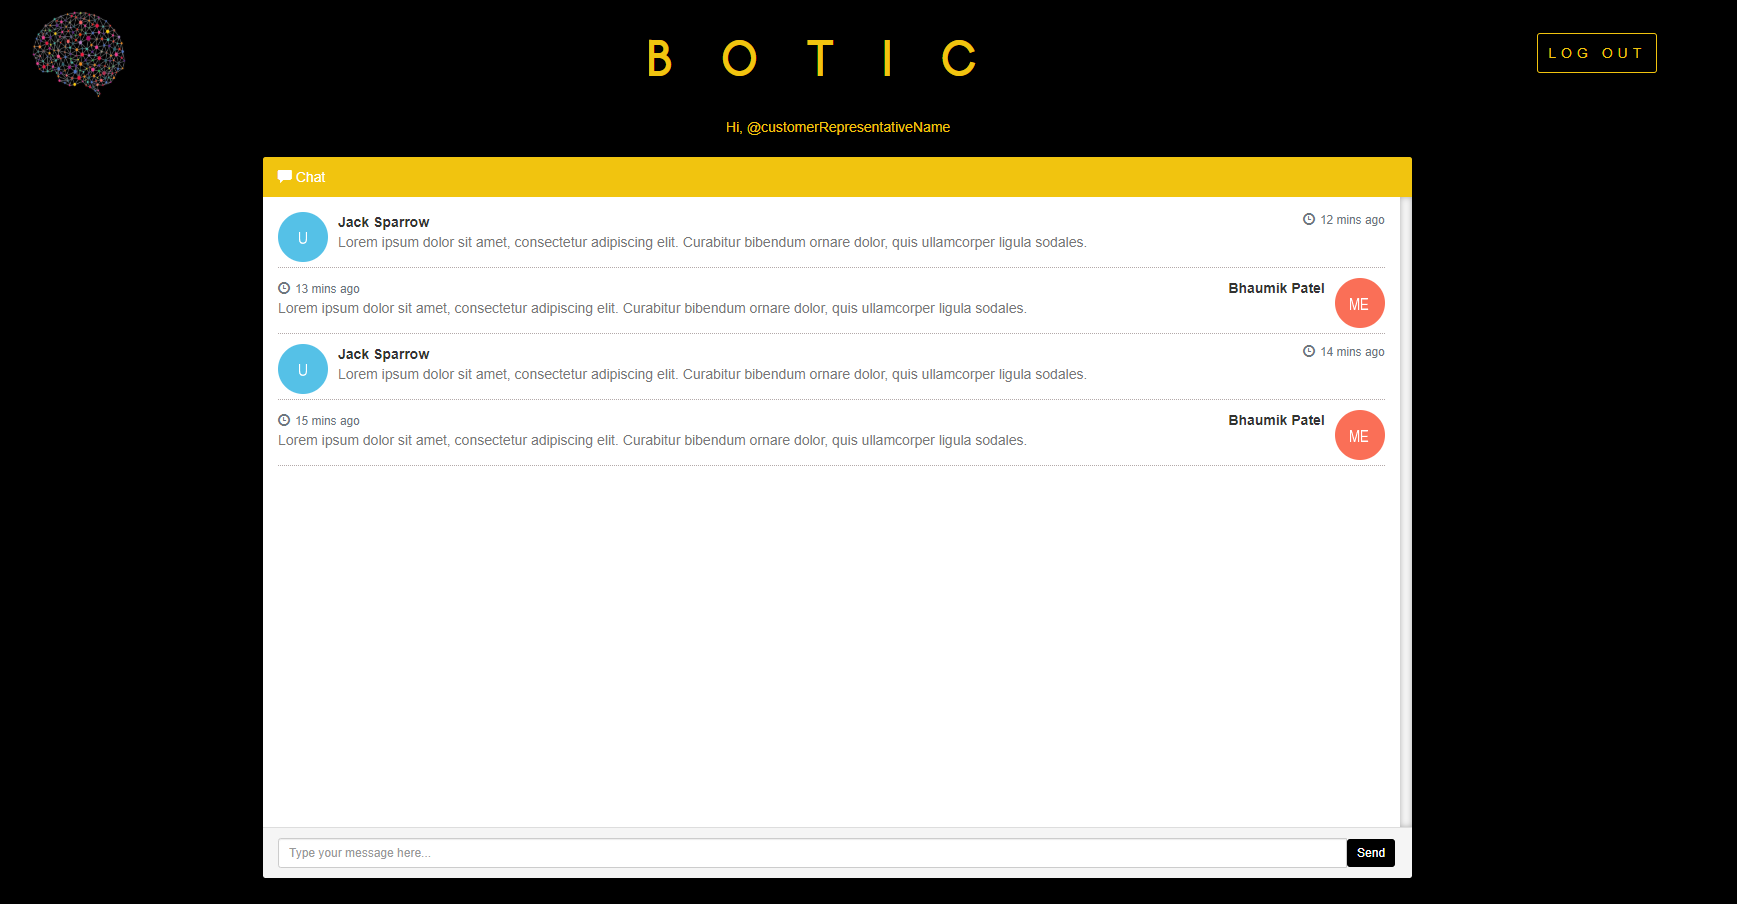 B O T I C
LOG OUT
Hi, @customerRepresentativeName
Chat
U
Jack Sparrow
12 mins ago
Lorem ipsum dolor sit amet, consectetur adipiscing elit. Curabitur bibendum ornare dolor, quis ullamcorper ligula sodales.
13 mins ago
Bhaumik Patel
ME
Lorem ipsum dolor sit amet, consectetur adipiscing elit. Curabitur bibendum ornare dolor, quis ullamcorper ligula sodales.
U
Jack Sparrow
14 mins ago
Lorem ipsum dolor sit amet, consectetur adipiscing elit. Curabitur bibendum ornare dolor, quis ullamcorper ligula sodales.
15 mins ago
Bhaumik Patel
ME
Lorem ipsum dolor sit amet, consectetur adipiscing elit. Curabitur bibendum ornare dolor, quis ullamcorper ligula sodales.
Type your message here...
Send